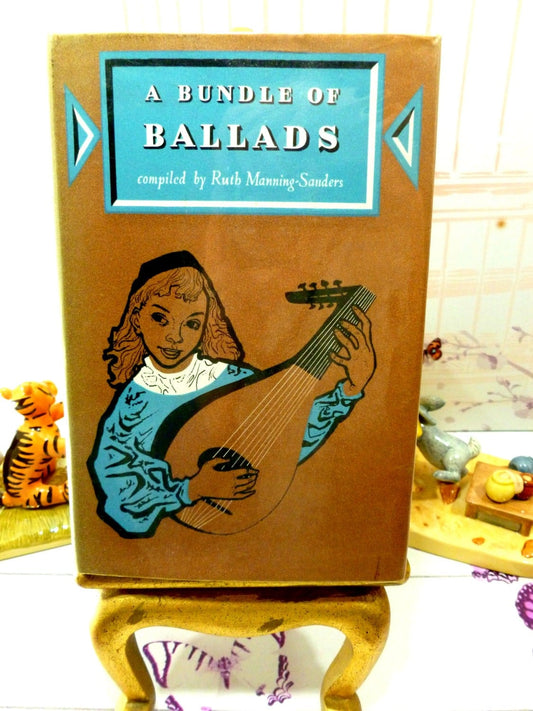 A BUNDLE OF
BALLADS
compiled by Ruth Manning-Sanders